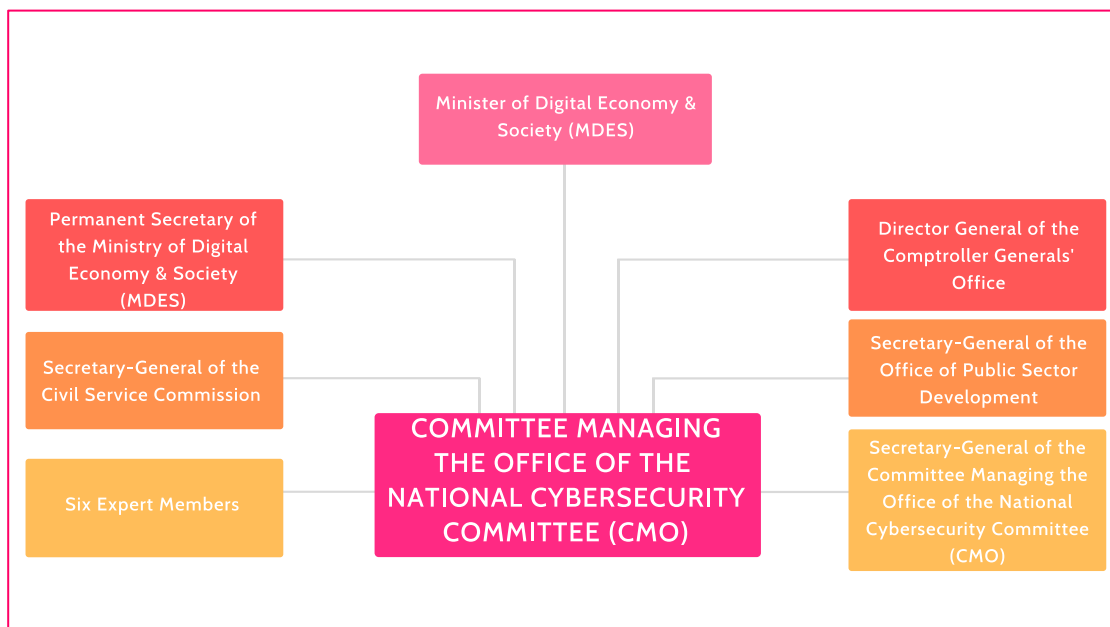 Minister of Digital Economy &
Society (MDES)
Permanent Secretary of
the Ministry of Digital
Economy & Society
(MDES)
Director General of the
Comptroller Generals'
Office
Secretary-General of the
Civil Service Commission
Secretary-General of the
Office of Public Sector
Development
Six Expert Members
COMMITTEE MANAGING
THE OFFICE OF THE
NATIONAL CYBERSECURITY
COMMITTEE (CMO)
Secretary-General of the
Committee Managing the
Office of the National
Cybersecurity Committee
(CMO)